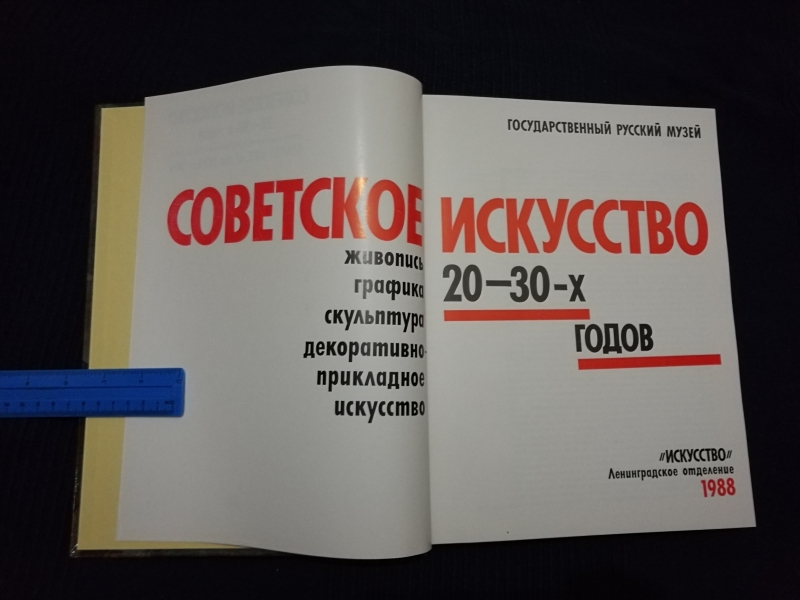 ГОСУДАРСТВЕННЫЙ РУССКИЙ МУЗЕЙ
СОВЕТСКОЕ ИСКУССТВО
20—30-х
ГОДОВ
живопись
графика
скульптура
декоративно-
прикладное
искусство
"ИСКУССТВО"
Ленинградское отделение
1988